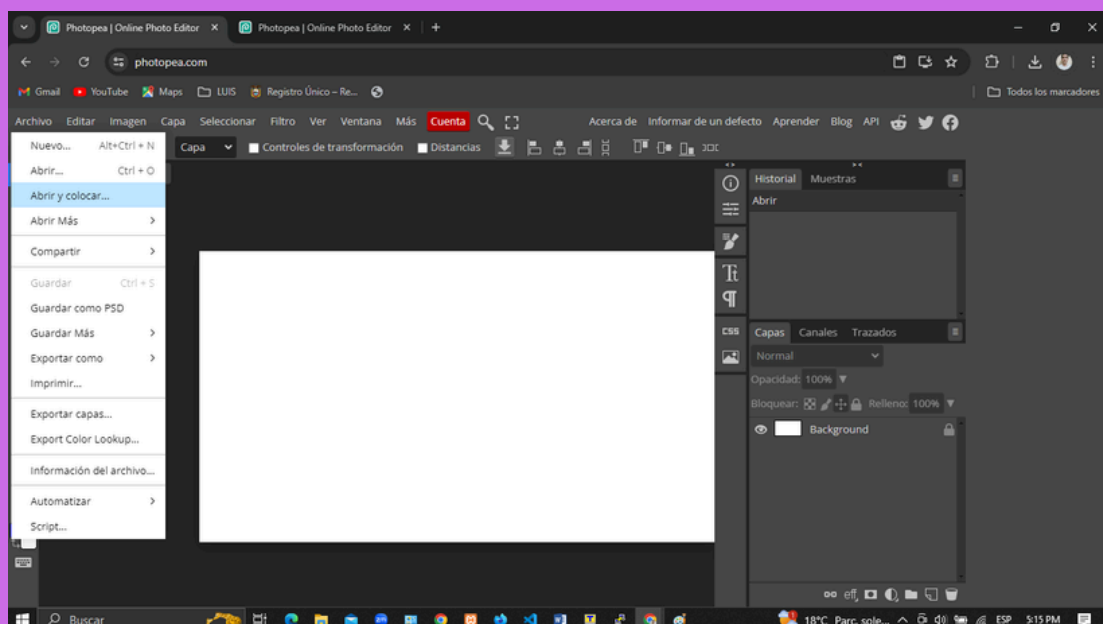 Photopea | Online Photo Editor
Photopea | Online Photo Editor
photopea.com
Gmail YouTube Maps LUIS Registro Único – Re...
Todos los marcadores
Archivo Editar Imagen Capa Seleccionar Filtro Ver Ventana Más Cuenta
Acerca de Informar de un defecto Aprender Blog API
Capa Controles de transformación Distancias
Nuevo... Alt+Ctrl + N
Abrir... Ctrl + O
Abrir y colocar...
Abrir Más
Compartir
Guardar Ctrl + S
Guardar como PSD
Guardar Más
Exportar como
Imprimir...
Exportar capas...
Export Color Lookup...
Información del archivo...
Automatizar
Script...
CSS
Historial Muestras
Abrir
Capas Canales Trazados
Normal
Opacidad: 100%
Bloquear: Relleno: 100%
Background
eff
Buscar
18°C Parc. sole... ESP 5:15 PM